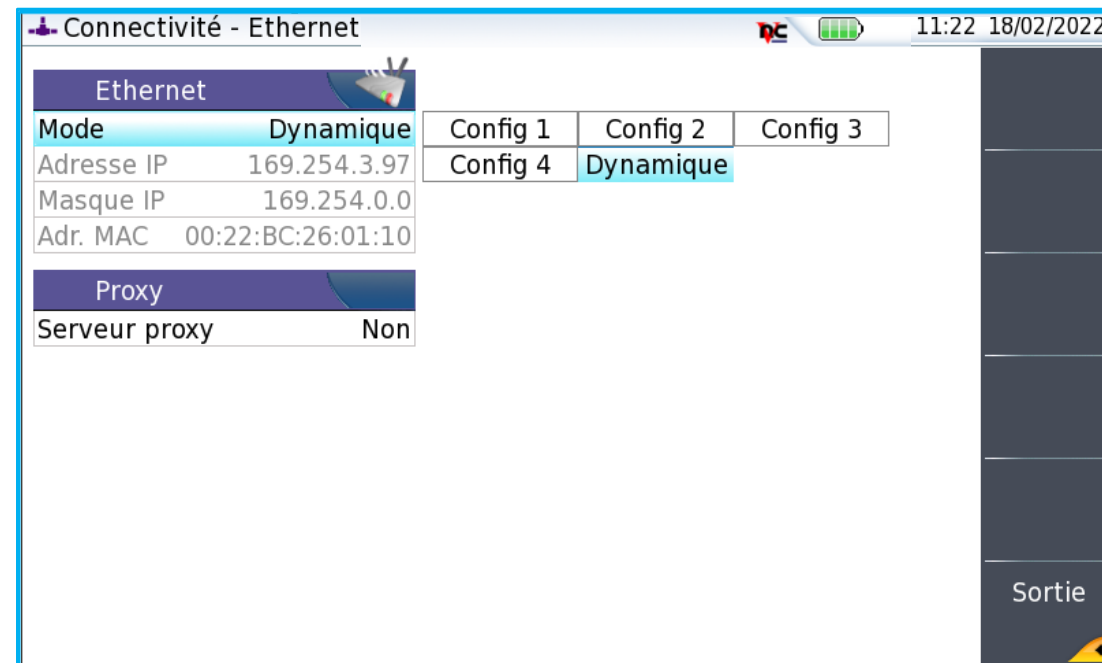 Connectivité - Ethernet
11:22 18/02/2022
Ethernet
Mode Dynamique Config 1 Config 2 Config 3
Adresse IP 169.254.3.97 Config 4 Dynamique
Masque IP 169.254.0.0
Adr. MAC 00:22:BC:26:01:10
Proxy
Serveur proxy Non
Sortie